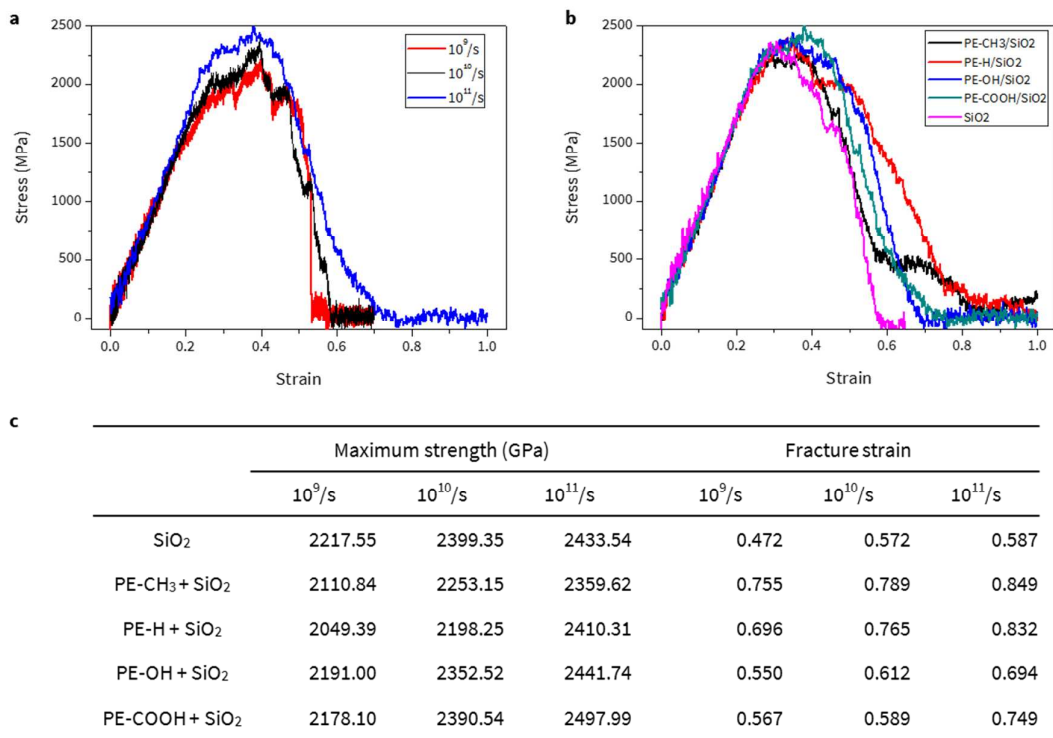 a
2500
2000
1500
1000
500
0
Stress (MPa)
10⁹/s
10¹⁰/s
10¹¹/s
0.0 0.2 0.4 0.6 0.8 1.0
Strain
b
2500
2000
1500
1000
500
0
Stress (MPa)
PE-CH3/SiO2
PE-H/SiO2
PE-OH/SiO2
PE-COOH/SiO2
SiO2
0.0 0.2 0.4 0.6 0.8 1.0
Strain
c
Maximum strength (GPa) Fracture strain
10⁹/s 10¹⁰/s 10¹¹/s 10⁹/s 10¹⁰/s 10¹¹/s
SiO₂ 2217.55 2399.35 2433.54 0.472 0.572 0.587
PE-CH₃ + SiO₂ 2110.84 2253.15 2359.62 0.755 0.789 0.849
PE-H + SiO₂ 2049.39 2198.25 2410.31 0.696 0.765 0.832
PE-OH + SiO₂ 2191.00 2352.52 2441.74 0.550 0.612 0.694
PE-COOH + SiO₂ 2178.10 2390.54 2497.99 0.567 0.589 0.749